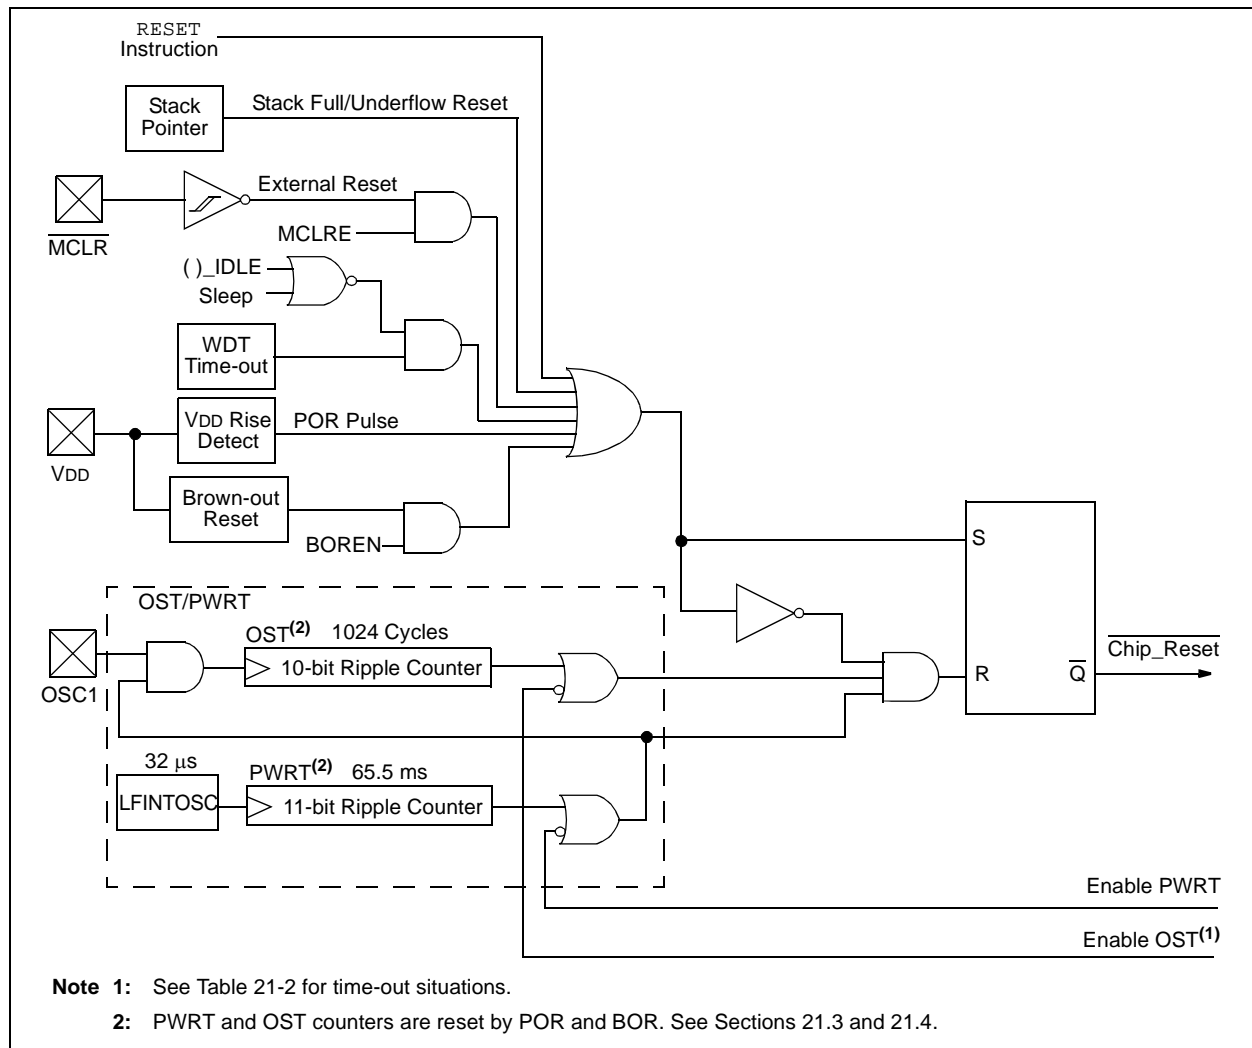 RESET
Instruction
Stack
Pointer
Stack Full/Underflow Reset
External Reset
MCLR
MCLRE
( )_IDLE
Sleep
WDT
Time-out
VDD Rise
Detect
POR Pulse
VDD
Brown-out
Reset
BOREN
S
OST/PWRT
OST(2) 1024 Cycles
10-bit Ripple Counter
OSC1
Chip_Reset
R
Q
32 μs
PWRT(2) 65.5 ms
LFINTOSC
11-bit Ripple Counter
Enable PWRT
Enable OST(1)
Note 1: See Table 21-2 for time-out situations.
2: PWRT and OST counters are reset by POR and BOR. See Sections 21.3 and 21.4.